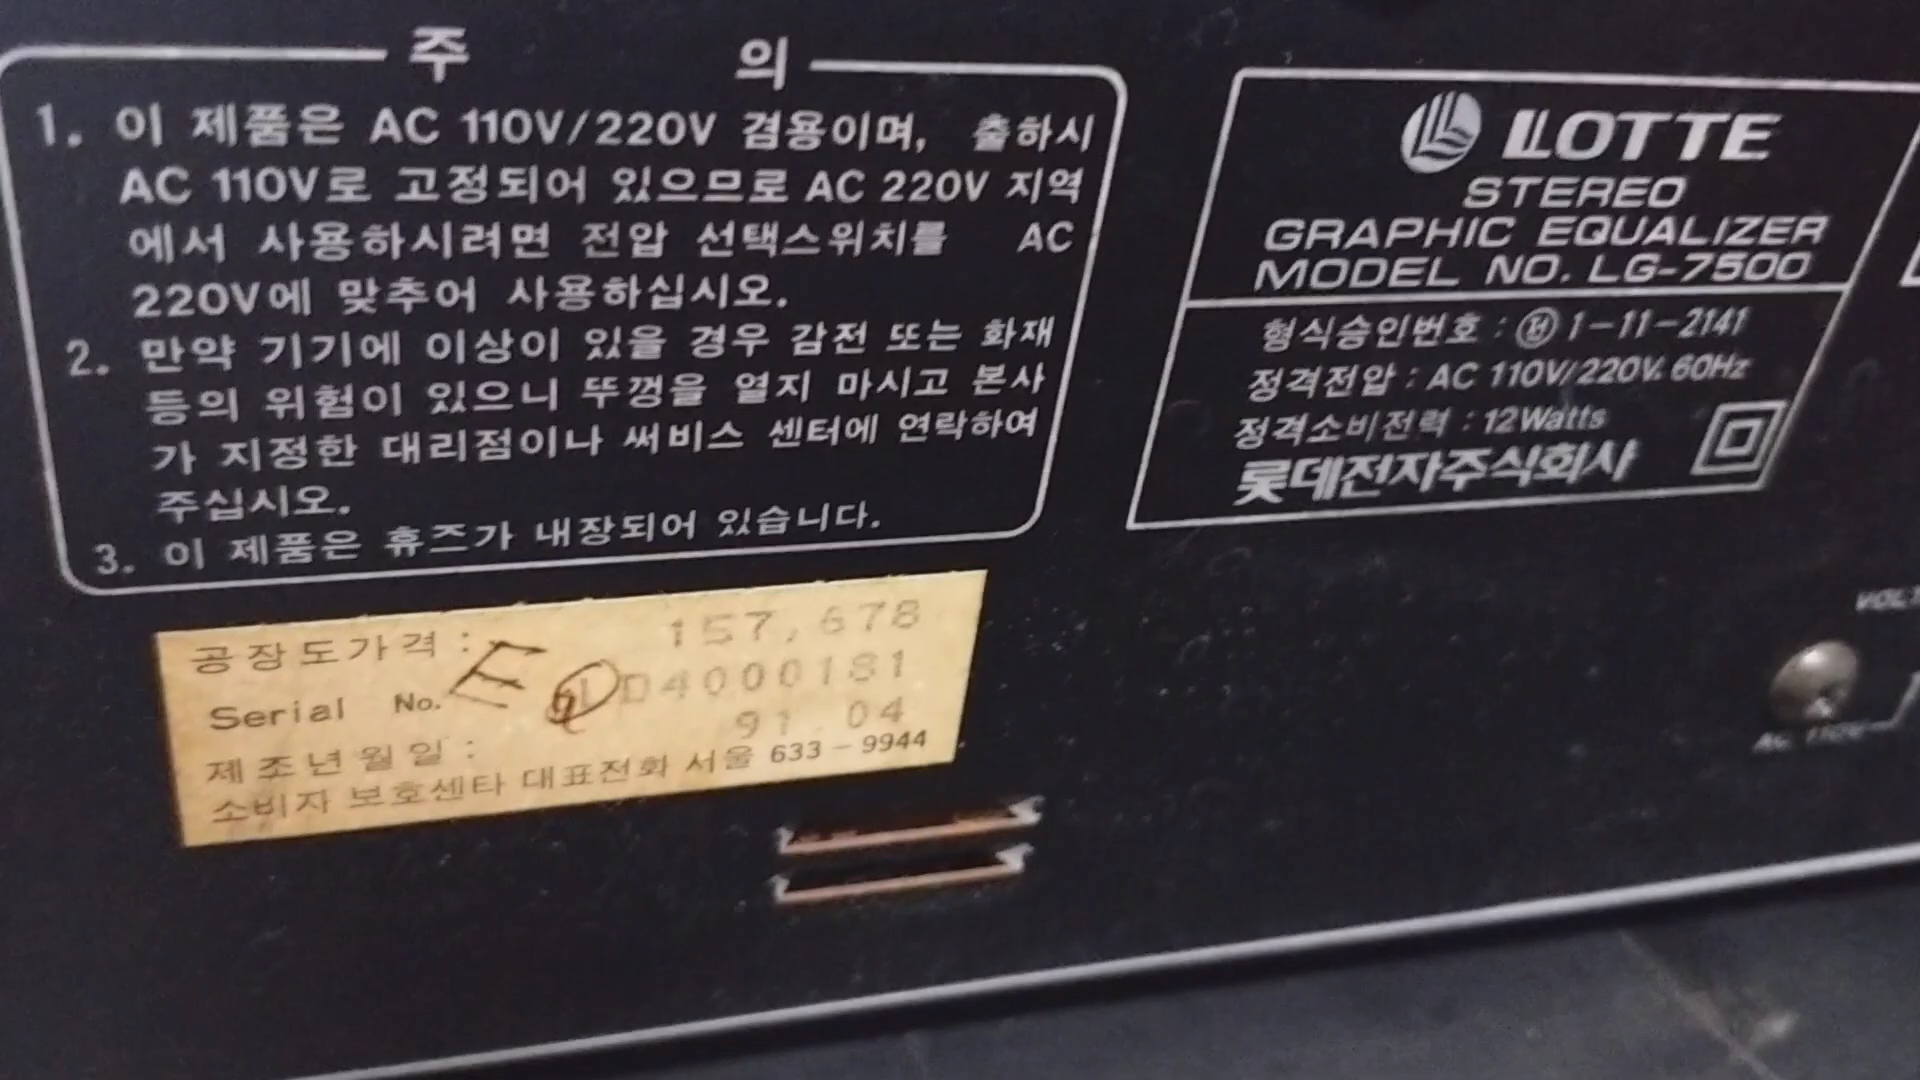 주 의
1. 이 제품은 AC 110V/220V 겸용이며, 출하시
AC 110V로 고정되어 있으므로 AC 220V 지역
에서 사용하시려면 전압 선택스위치를 AC
220V에 맞추어 사용하십시오.
2. 만약 기기에 이상이 있을 경우 감전 또는 화재
등의 위험이 있으니 뚜껑을 열지 마시고 본사
가 지정한 대리점이나 써비스 센터에 연락하여
주십시오.
3. 이 제품은 휴즈가 내장되어 있습니다.
LOTTE
STEREO
GRAPHIC EQUALIZER
MODEL NO. LG-7500
형식승인번호 : 전 1-11-2141
정격전압 : AC 110V/220V. 60Hz
정격소비전력 : 12Watts
롯데전자주식회사
공장도가격 : 157,678
Serial No. E D4000181
제조년월일 : 91.04
소비자 보호센타 대표전화 서울 633-9944